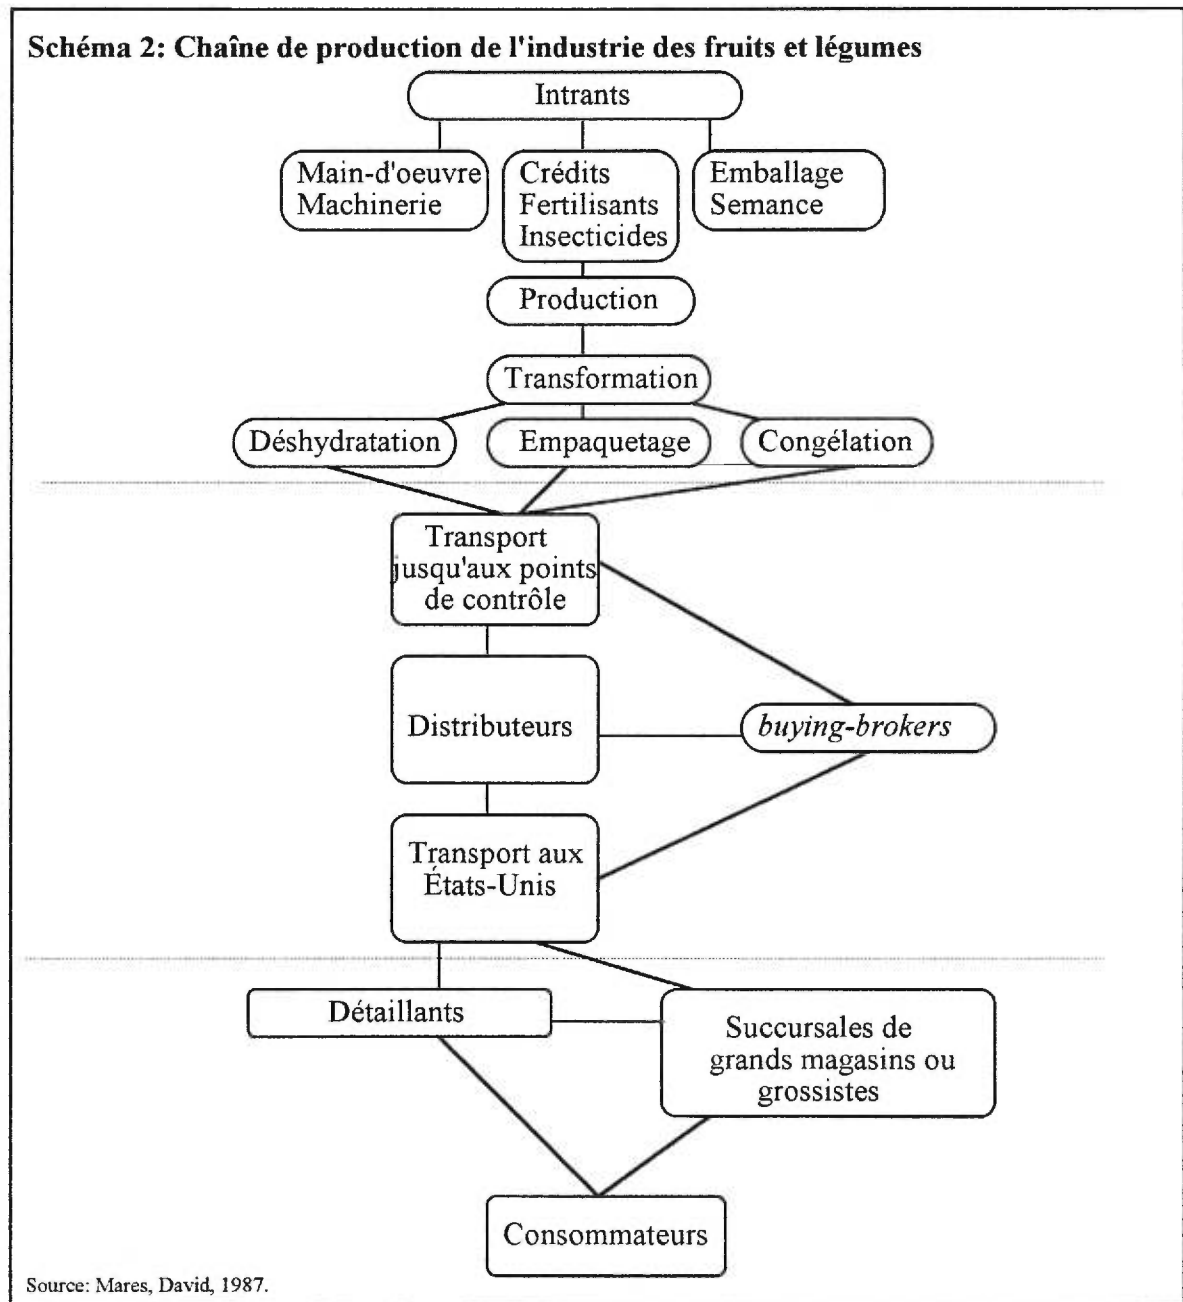 Schéma 2: Chaîne de production de l'industrie des fruits et légumes
Intrants
Main-d'oeuvre
Machinerie
Crédits
Fertilisants
Insecticides
Emballage
Semance
Production
Transformation
Déshydratation
Empaquetage
Congélation
Transport
jusqu'aux points
de contrôle
Distributeurs
buying-brokers
Transport aux
États-Unis
Détaillants
Succursales de
grands magasins ou
grossistes
Consommateurs
Source: Mares, David, 1987.